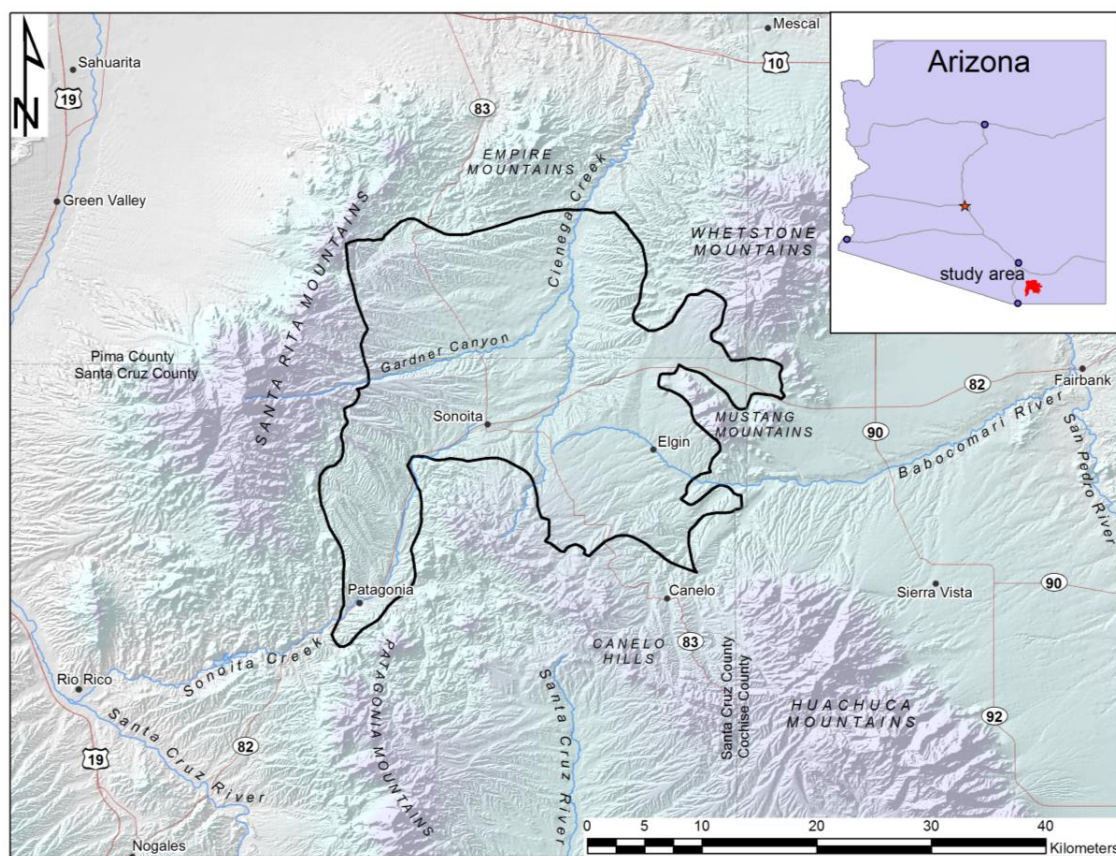 N
Sahuarita
19
Green Valley
83
EMPIRE
MOUNTAINS
Cienega Creek
Mescal
10
Arizona
study area
WHETSTONE
MOUNTAINS
SANTA RITA MOUNTAINS
Pima County
Santa Cruz County
Gardner Canyon
Sonoita
Elgin
MUSTANG
MOUNTAINS
82
Fairbank
90
Babocomari River
San Pedro River
Patagonia
Canelo
Sierra Vista
90
CANELO
HILLS
83
Santa Cruz County
Cochise County
HUACHUCA
MOUNTAINS
92
Rio Rico
Sonoita Creek
PATAGONIA MOUNTAINS
Santa Cruz River
Santa Cruz River
82
19
Nogales
0 5 10 20 30 40
Kilometers